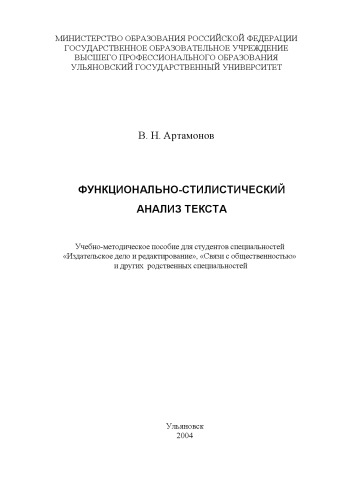 МИНИСТЕРСТВО ОБРАЗОВАНИЯ РОССИЙСКОЙ ФЕДЕРАЦИИ
ГОСУДАРСТВЕННОЕ ОБРАЗОВАТЕЛЬНОЕ УЧРЕЖДЕНИЕ
ВЫСШЕГО ПРОФЕССИОНАЛЬНОГО ОБРАЗОВАНИЯ
УЛЬЯНОВСКИЙ ГОСУДАРСТВЕННЫЙ УНИВЕРСИТЕТ
В. Н. Артамонов
ФУНКЦИОНАЛЬНО-СТИЛИСТИЧЕСКИЙ
АНАЛИЗ ТЕКСТА
Учебно-методическое пособие для студентов специальностей
«Издательское дело и редактирование», «Связи с общественностью»
и других родственных специальностей
Ульяновск
2004